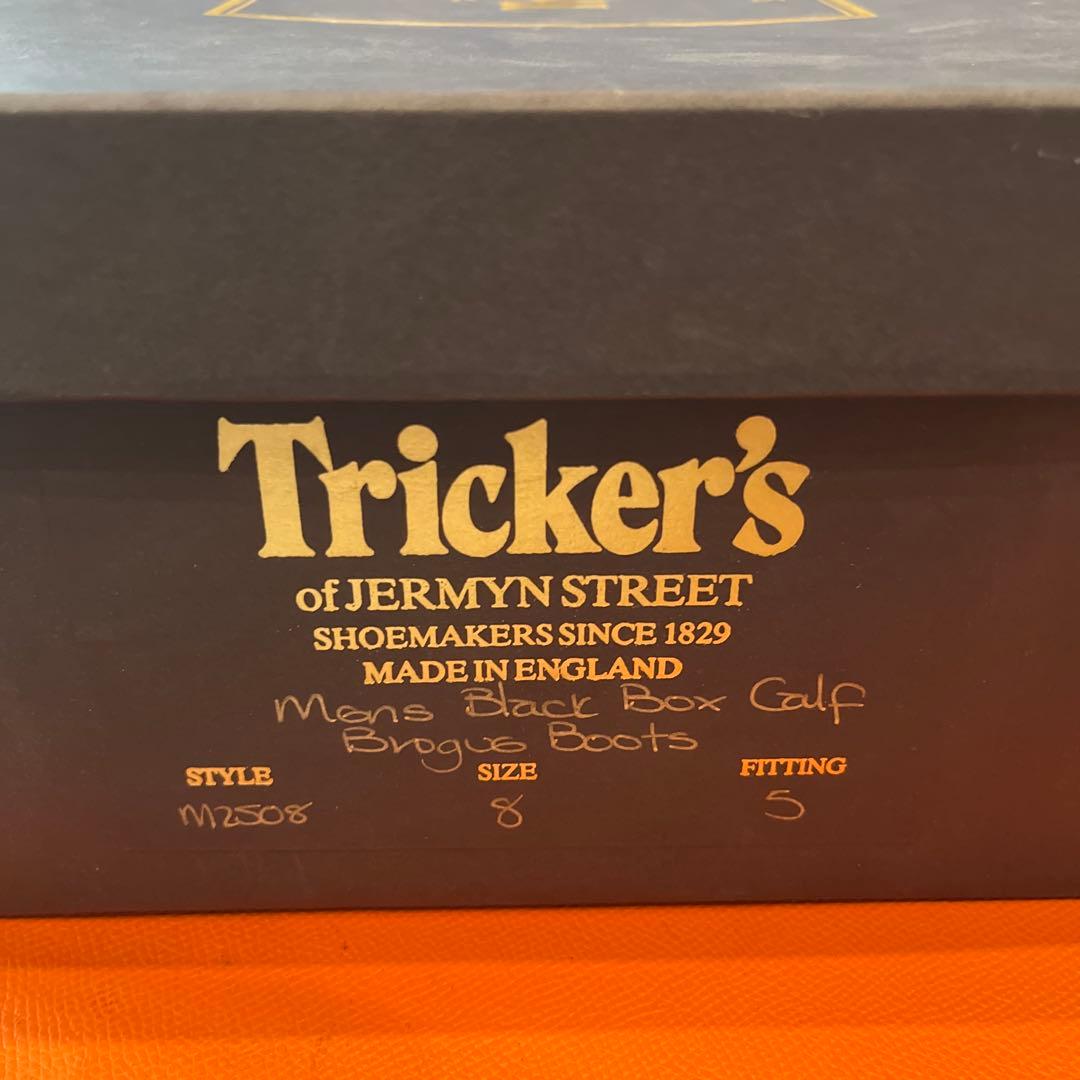 Tricker's
of JERMYN STREET
SHOEMAKERS SINCE 1829
MADE IN ENGLAND
Mens Black Box Calf
Brogue Boots
STYLE SIZE FITTING
M2508 8 5